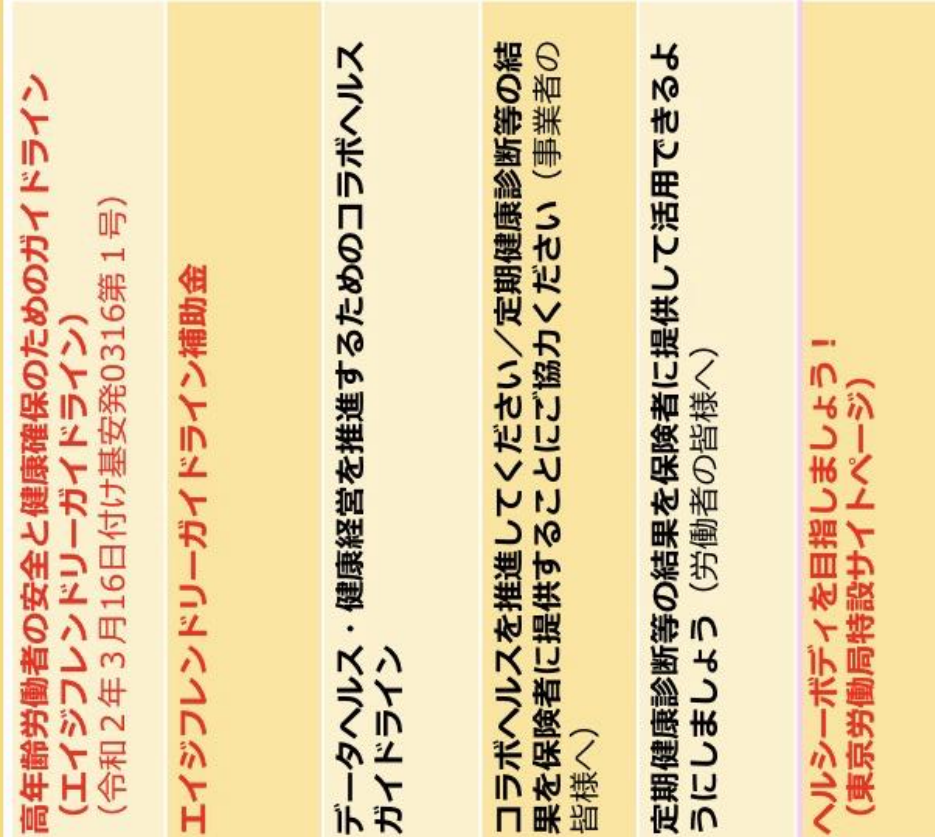 高年齢労働者の安全と健康確保のためのガイドライン
（エイジフレンドリーガイドライン）
（令和２年３月16日付け基安発0316第１号）
エイジフレンドリーガイドライン補助金
データヘルス・健康経営を推進するためのコラボヘルス
ガイドライン
コラボヘルスを推進してください／定期健康診断等の結
果を保険者に提供することにご協力ください（事業者の
皆様へ）
定期健康診断等の結果を保険者に提供して活用できるよ
うにしましょう（労働者の皆様へ）
ヘルシーボディを目指しましょう！
（東京労働局特設サイトページ）